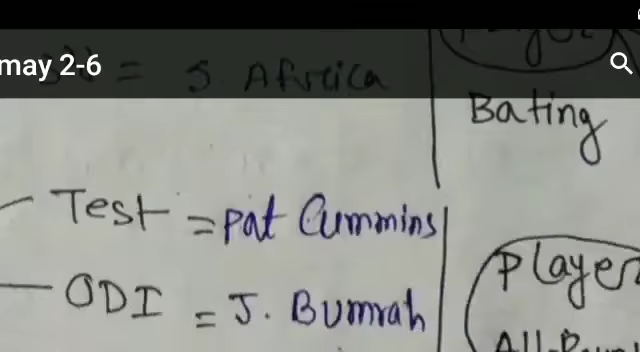 may 2-6
= S. Africa
Bating
Test = Pat Cummins
ODI = J. Bumrah
Player